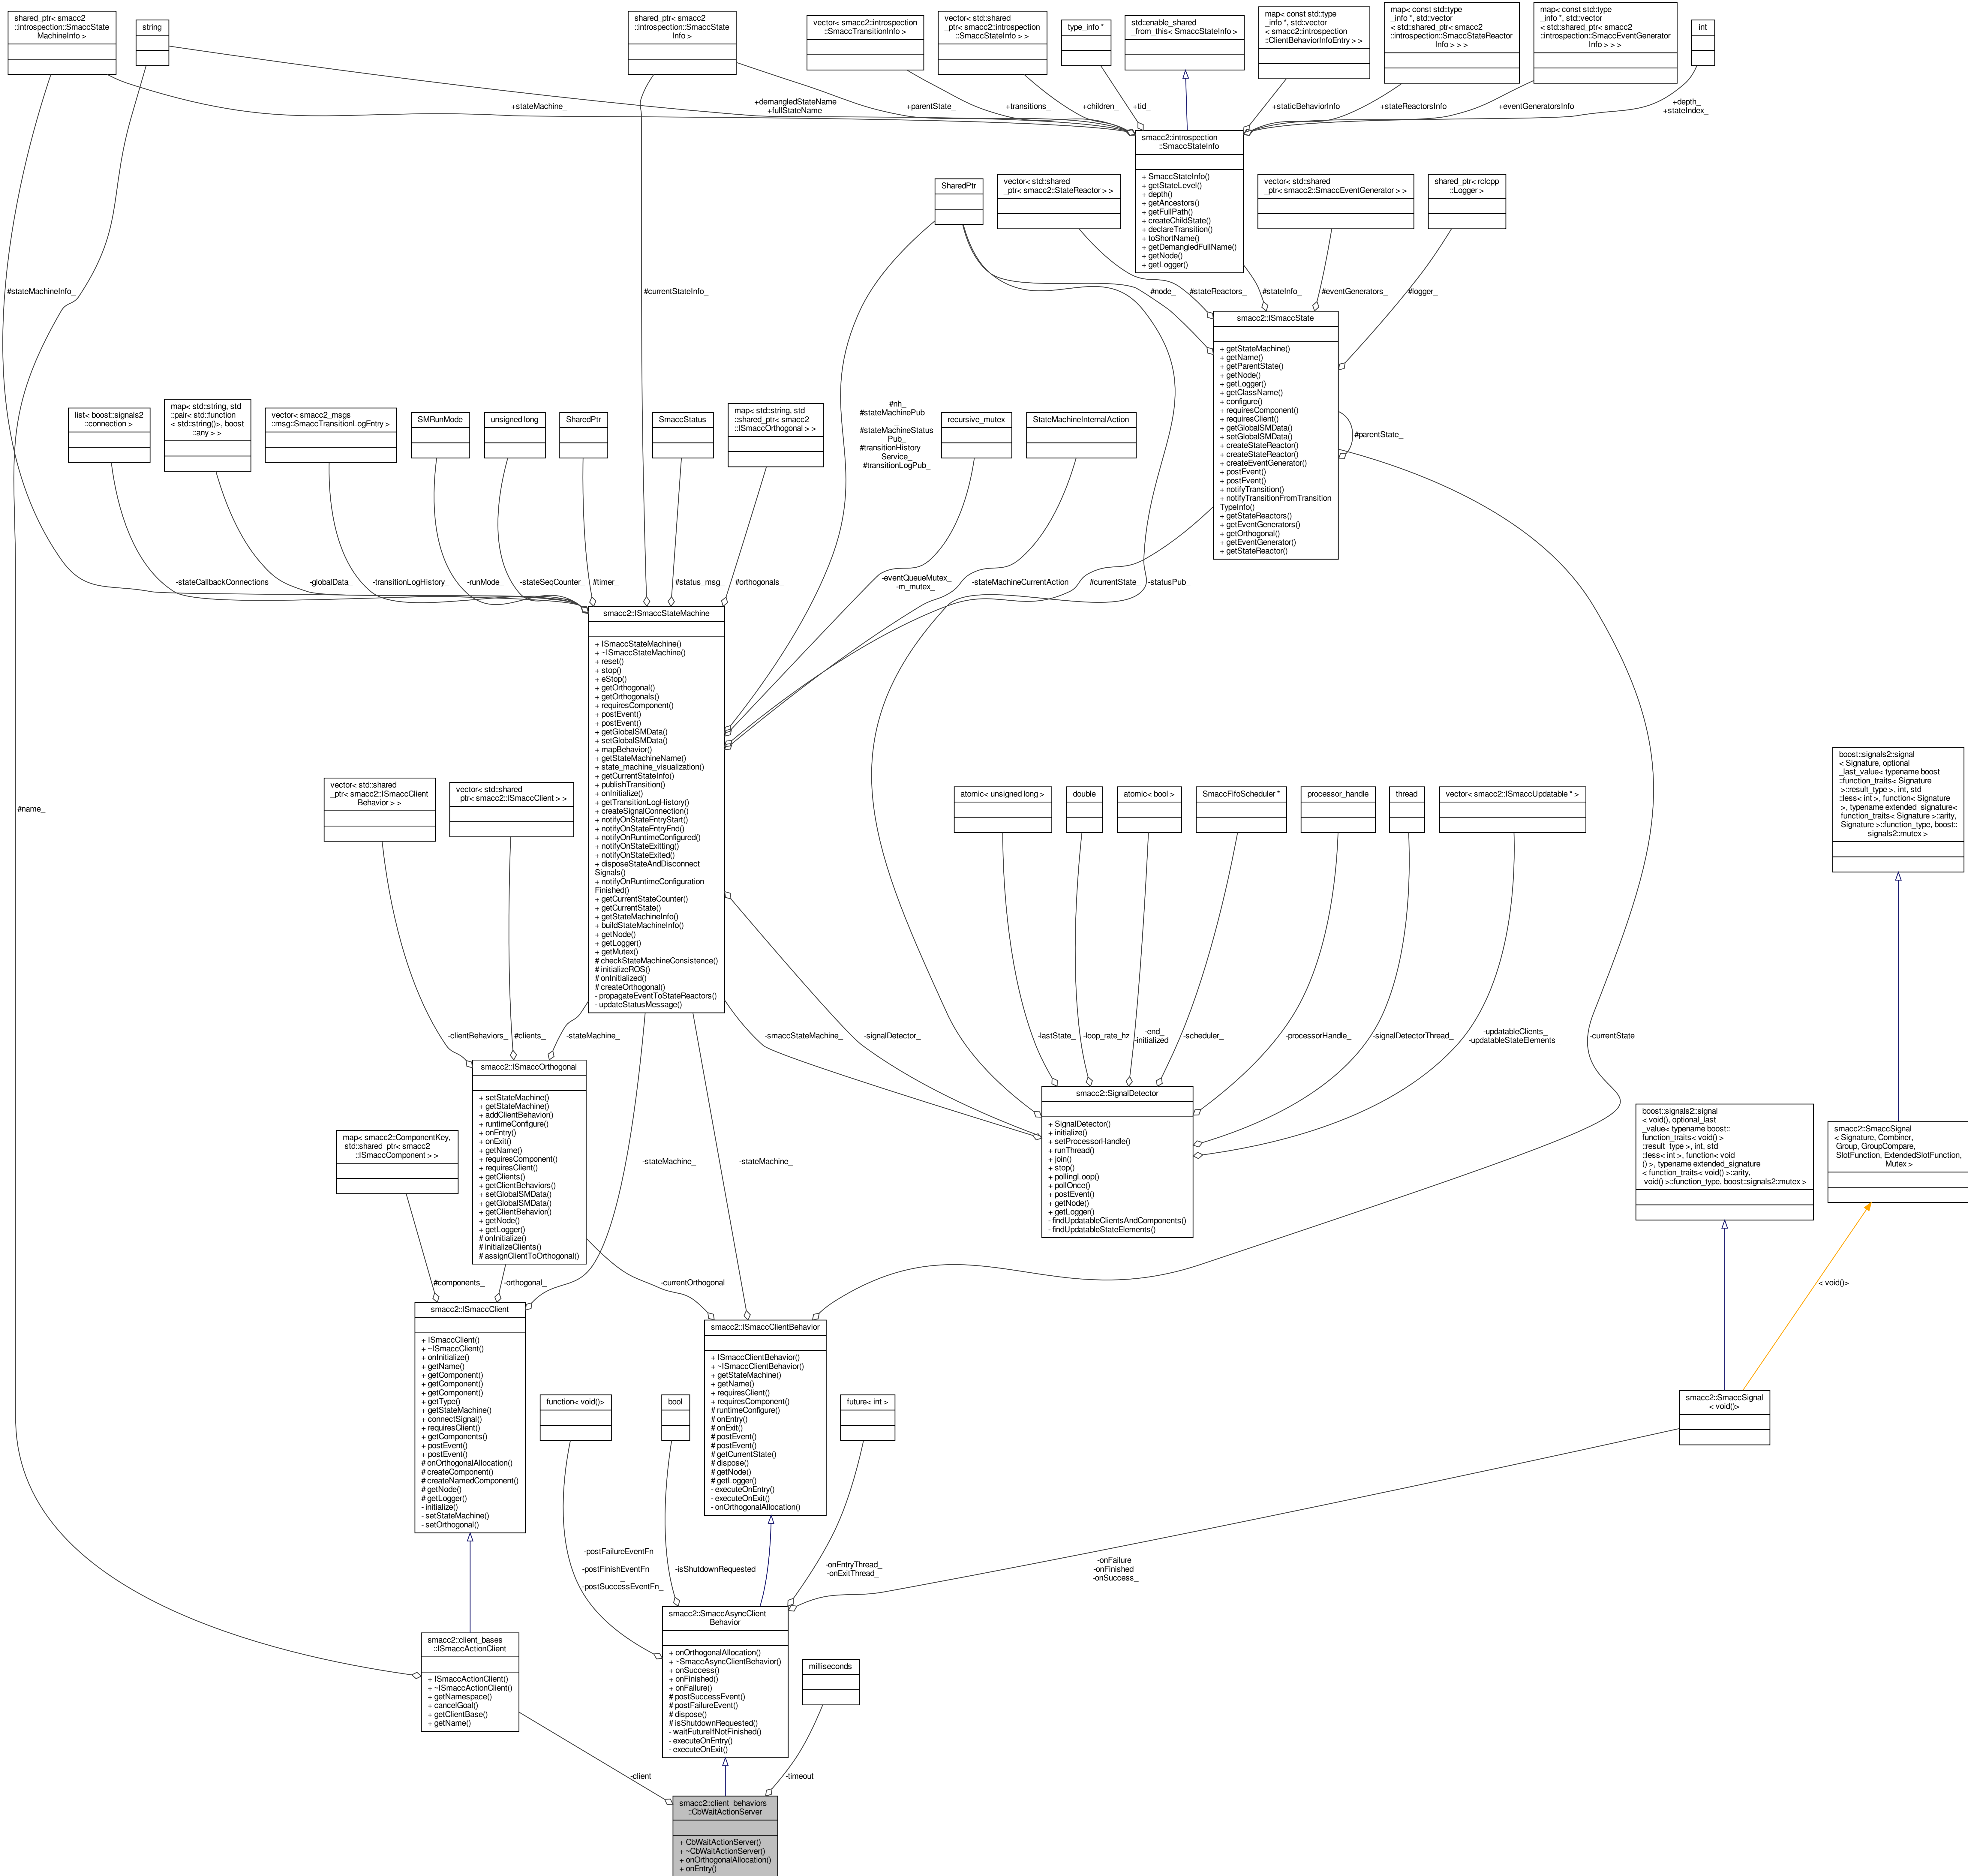 shared_ptr< smacc2
::introspection::SmaccState
MachineInfo >
string
shared_ptr< smacc2
::introspection::SmaccState
Info >
vector< smacc2::introspection
::SmaccTransitionInfo >
vector< std::shared
_ptr< smacc2::introspection
::SmaccStateInfo > >
type_info *
std::enable_shared
_from_this< SmaccStateInfo >
map< const std::type
_info *, std::vector
< smacc2::introspection
::ClientBehaviorInfoEntry > >
map< const std::type
_info *, std::vector
< std::shared_ptr< smacc2
::introspection::SmaccStateReactor
Info > > >
map< const std::type
_info *, std::vector
< std::shared_ptr< smacc2
::introspection::SmaccEventGenerator
Info > > >
int
+stateMachine_
+demangledStateName
+fullStateName
+parentState_
+transitions_
+children_
+tid_
+staticBehaviorInfo
+stateReactorsInfo
+eventGeneratorsInfo
+depth_
+stateIndex_
smacc2::introspection
::SmaccStateInfo
+ SmaccStateInfo()
+ getStateLevel()
+ depth()
+ getAncestors()
+ getFullPath()
+ createChildState()
+ declareTransition()
+ toShortName()
+ getDemangledFullName()
+ getNode()
+ getLogger()
SharedPtr
vector< std::shared
_ptr< smacc2::StateReactor > >
vector< std::shared
_ptr< smacc2::SmaccEventGenerator > >
shared_ptr< rclcpp
::Logger >
#stateMachineInfo_
#currentStateInfo_
#node_
#stateReactors_
#stateInfo_
#eventGenerators_
#logger_
smacc2::ISmaccState
+ getStateMachine()
+ getName()
+ getParentState()
+ getNode()
+ getLogger()
+ getClassName()
+ configure()
+ requiresComponent()
+ requiresClient()
+ getGlobalSMData()
+ setGlobalSMData()
+ createStateReactor()
+ createStateReactor()
+ createEventGenerator()
+ postEvent()
+ postEvent()
+ notifyTransition()
+ notifyTransitionFromTransition
TypeInfo()
+ getStateReactors()
+ getEventGenerators()
+ getOrthogonal()
+ getEventGenerator()
+ getStateReactor()
#parentState_
list< boost::signals2
::connection >
map< std::string, std
::pair< std::function
< std::string()>, boost
::any > >
vector< smacc2_msgs
::msg::SmaccTransitionLogEntry >
SMRunMode
unsigned long
SharedPtr
SmaccStatus
map< std::string, std
::shared_ptr< smacc2
::ISmaccOrthogonal > >
#nh_
#stateMachinePub
_
#stateMachineStatus
Pub_
#transitionHistory
Service_
#transitionLogPub_
recursive_mutex
StateMachineInternalAction
-stateCallbackConnections
-globalData_
-transitionLogHistory_
-runMode_
-stateSeqCounter_
#timer_
#status_msg_
#orthogonals_
-eventQueueMutex_
-m_mutex_
-stateMachineCurrentAction
#currentState_
-statusPub_
smacc2::ISmaccStateMachine
+ ISmaccStateMachine()
+ ~ISmaccStateMachine()
+ reset()
+ stop()
+ eStop()
+ getOrthogonal()
+ getOrthogonals()
+ requiresComponent()
+ postEvent()
+ postEvent()
+ getGlobalSMData()
+ setGlobalSMData()
+ mapBehavior()
+ getStateMachineName()
+ state_machine_visualization()
+ getCurrentStateInfo()
+ publishTransition()
+ onInitialize()
+ getTransitionLogHistory()
+ createSignalConnection()
+ notifyOnStateEntryStart()
+ notifyOnStateEntryEnd()
+ notifyOnRuntimeConfigured()
+ notifyOnStateExitting()
+ notifyOnStateExited()
+ disposeStateAndDisconnect
Signals()
+ notifyOnRuntimeConfiguration
Finished()
+ getCurrentStateCounter()
+ getCurrentState()
+ getStateMachineInfo()
+ buildStateMachineInfo()
+ getNode()
+ getLogger()
+ getMutex()
# checkStateMachineConsistence()
# initializeROS()
# onInitialized()
# createOrthogonal()
- propagateEventToStateReactors()
- updateStatusMessage()
#name_
vector< std::shared
_ptr< smacc2::ISmaccClient
Behavior > >
vector< std::shared
_ptr< smacc2::ISmaccClient > >
atomic< unsigned long >
double
atomic< bool >
SmaccFifoScheduler *
processor_handle
thread
vector< smacc2::ISmaccUpdatable * >
boost::signals2::signal
< Signature, optional
_last_value< typename boost
::function_traits< Signature
>::result_type >, int, std
::less< int >, function< Signature
>, typename extended_signature<
function_traits< Signature >::arity,
Signature >::function_type, boost::
signals2::mutex >
-clientBehaviors_
#clients_
-stateMachine_
-smaccStateMachine_
-signalDetector_
-lastState_
-loop_rate_hz
-end_
-initialized_
-scheduler_
-processorHandle_
-signalDetectorThread_
-updatableClients_
-updatableStateElements_
-currentState
smacc2::ISmaccOrthogonal
+ setStateMachine()
+ getStateMachine()
+ addClientBehavior()
+ runtimeConfigure()
+ onEntry()
+ onExit()
+ getName()
+ requiresComponent()
+ requiresClient()
+ getClients()
+ getClientBehaviors()
+ setGlobalSMData()
+ getGlobalSMData()
+ getClientBehavior()
+ getNode()
+ getLogger()
# onInitialize()
# initializeClients()
# assignClientToOrthogonal()
smacc2::SignalDetector
+ SignalDetector()
+ initialize()
+ setProcessorHandle()
+ runThread()
+ join()
+ stop()
+ pollingLoop()
+ pollOnce()
+ postEvent()
+ getNode()
+ getLogger()
- findUpdatableClientsAndComponents()
- findUpdatableStateElements()
boost::signals2::signal
< void(), optional_last
_value< typename boost::
function_traits< void() >
::result_type >, int, std
::less< int >, function< void
() >, typename extended_signature
< function_traits< void() >::arity,
void() >::function_type, boost::signals2::mutex >
smacc2::SmaccSignal
< Signature, Combiner,
Group, GroupCompare,
SlotFunction, ExtendedSlotFunction,
Mutex >
map< smacc2::ComponentKey,
std::shared_ptr< smacc2
::ISmaccComponent > >
-stateMachine_
-stateMachine_
#components_
-orthogonal_
-currentOrthogonal
< void()>
smacc2::ISmaccClient
+ ISmaccClient()
+ ~ISmaccClient()
+ onInitialize()
+ getName()
+ getComponent()
+ getComponent()
+ getComponent()
+ getType()
+ getStateMachine()
+ connectSignal()
+ requiresClient()
+ getComponents()
+ postEvent()
+ postEvent()
# onOrthogonalAllocation()
# createComponent()
# createNamedComponent()
# getNode()
# getLogger()
- initialize()
- setStateMachine()
- setOrthogonal()
smacc2::ISmaccClientBehavior
+ ISmaccClientBehavior()
+ ~ISmaccClientBehavior()
+ getStateMachine()
+ getName()
+ requiresClient()
+ requiresComponent()
# runtimeConfigure()
# onEntry()
# onExit()
# postEvent()
# postEvent()
# getCurrentState()
# dispose()
# getNode()
# getLogger()
- executeOnEntry()
- executeOnExit()
- onOrthogonalAllocation()
function< void()>
bool
future< int >
smacc2::SmaccSignal
< void()>
-postFailureEventFn
_
-postFinishEventFn
_
-postSuccessEventFn_
-isShutdownRequested_
-onEntryThread_
-onExitThread_
-onFailure_
-onFinished_
-onSuccess_
smacc2::SmaccAsyncClient
Behavior
+ onOrthogonalAllocation()
+ ~SmaccAsyncClientBehavior()
+ onSuccess()
+ onFinished()
+ onFailure()
# postSuccessEvent()
# postFailureEvent()
# dispose()
# isShutdownRequested()
- waitFutureIfNotFinished()
- executeOnEntry()
- executeOnExit()
smacc2::client_bases
::ISmaccActionClient
+ ISmaccActionClient()
+ ~ISmaccActionClient()
+ getNamespace()
+ cancelGoal()
+ getClientBase()
+ getName()
milliseconds
-client_
-timeout_
smacc2::client_behaviors
::CbWaitActionServer
+ CbWaitActionServer()
+ ~CbWaitActionServer()
+ onOrthogonalAllocation()
+ onEntry()